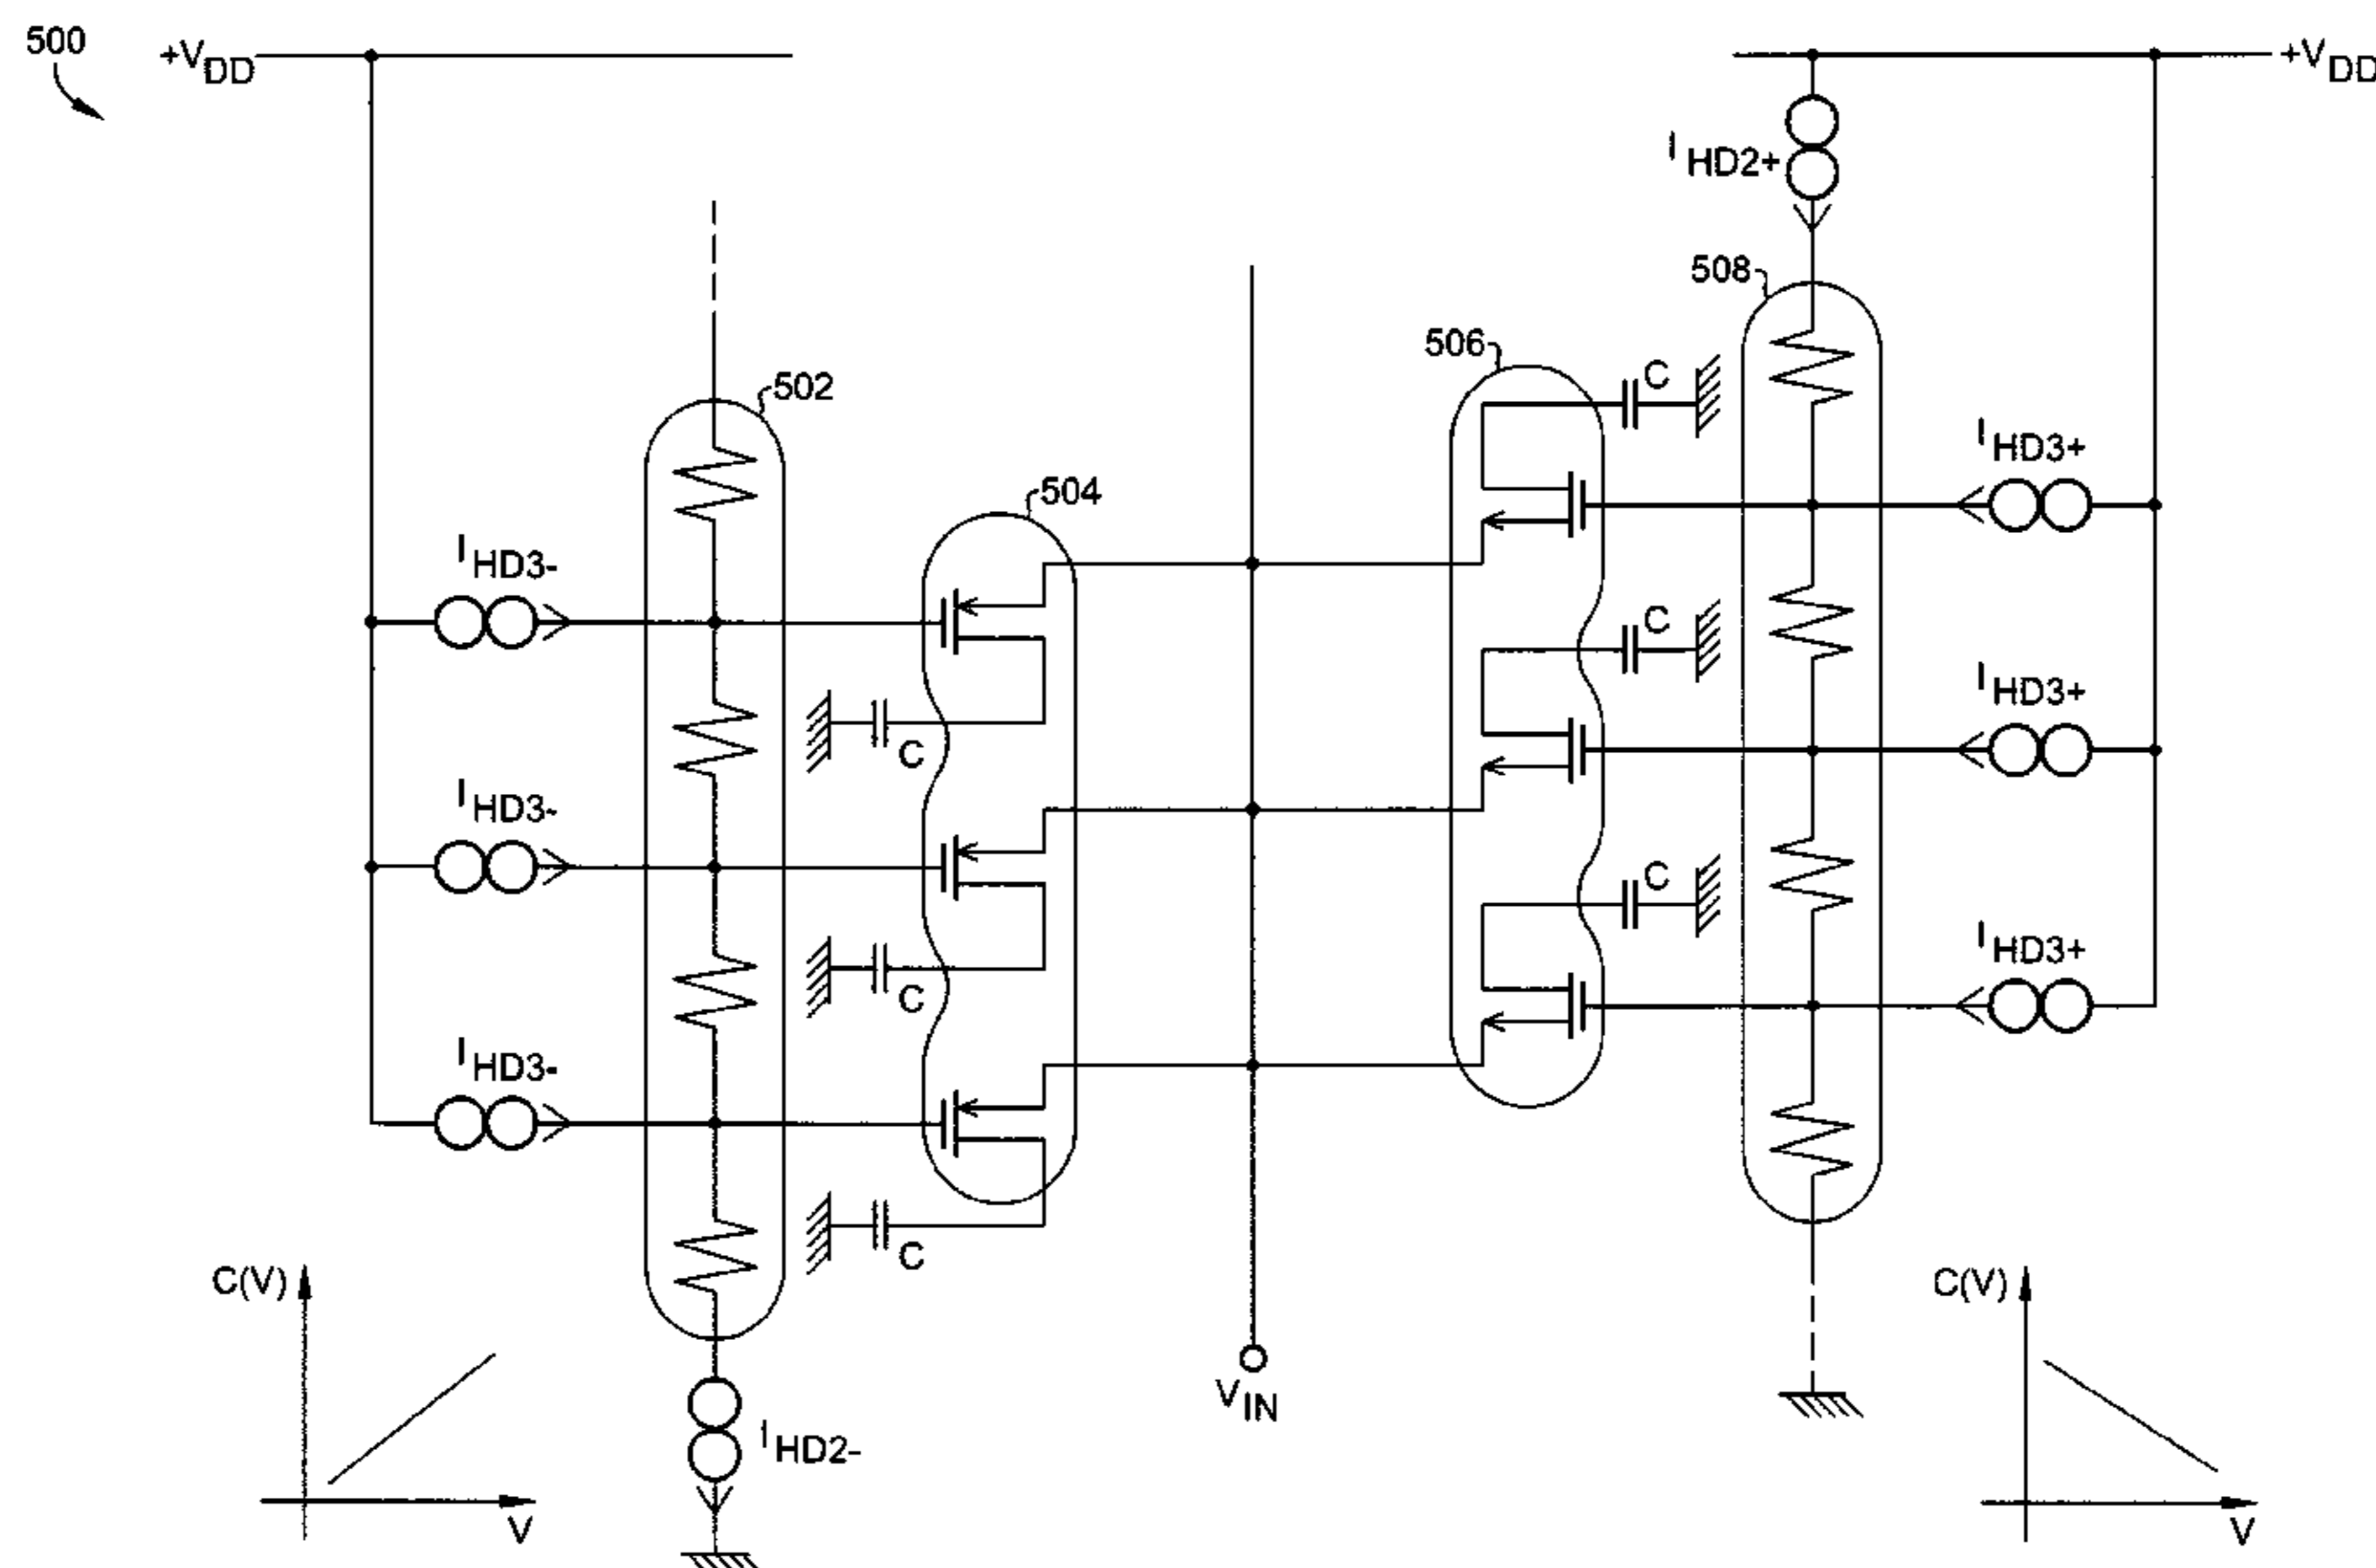 500
+VDD
+VDD
IHD2+
508
506
C
502
IHD3+
504
IHD3-
C
IHD3+
C
IHD3-
C
IHD3+
C
IHD3-
C
C(V)
V
IHD2-
VIN
C(V)
V